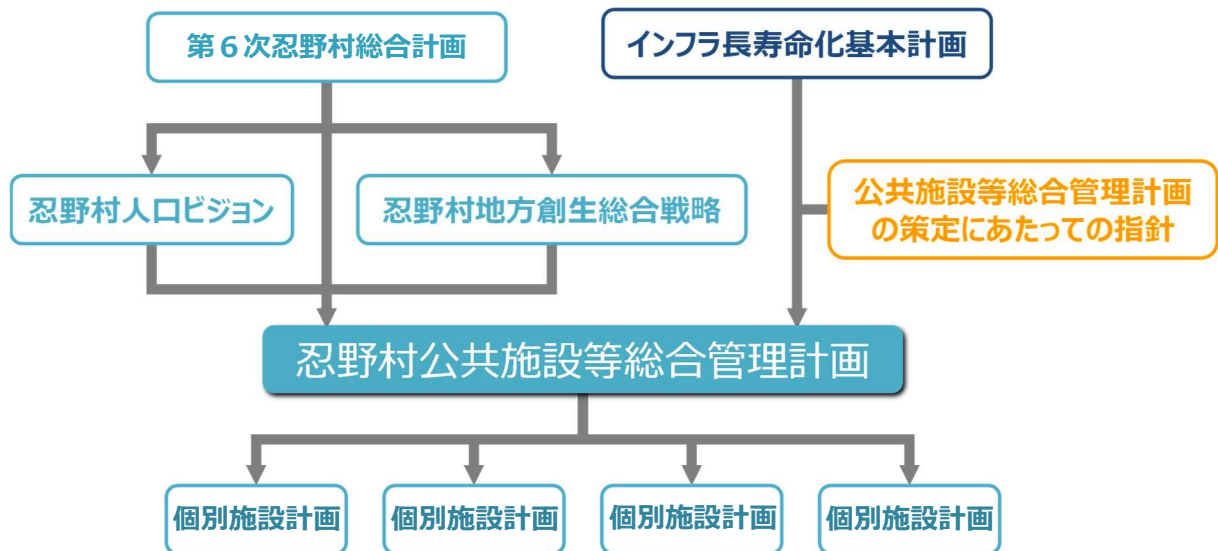 第６次忍野村総合計画
インフラ長寿命化基本計画
忍野村人口ビジョン
忍野村地方創生総合戦略
公共施設等総合管理計画
の策定にあたっての指針
忍野村公共施設等総合管理計画
個別施設計画
個別施設計画
個別施設計画
個別施設計画